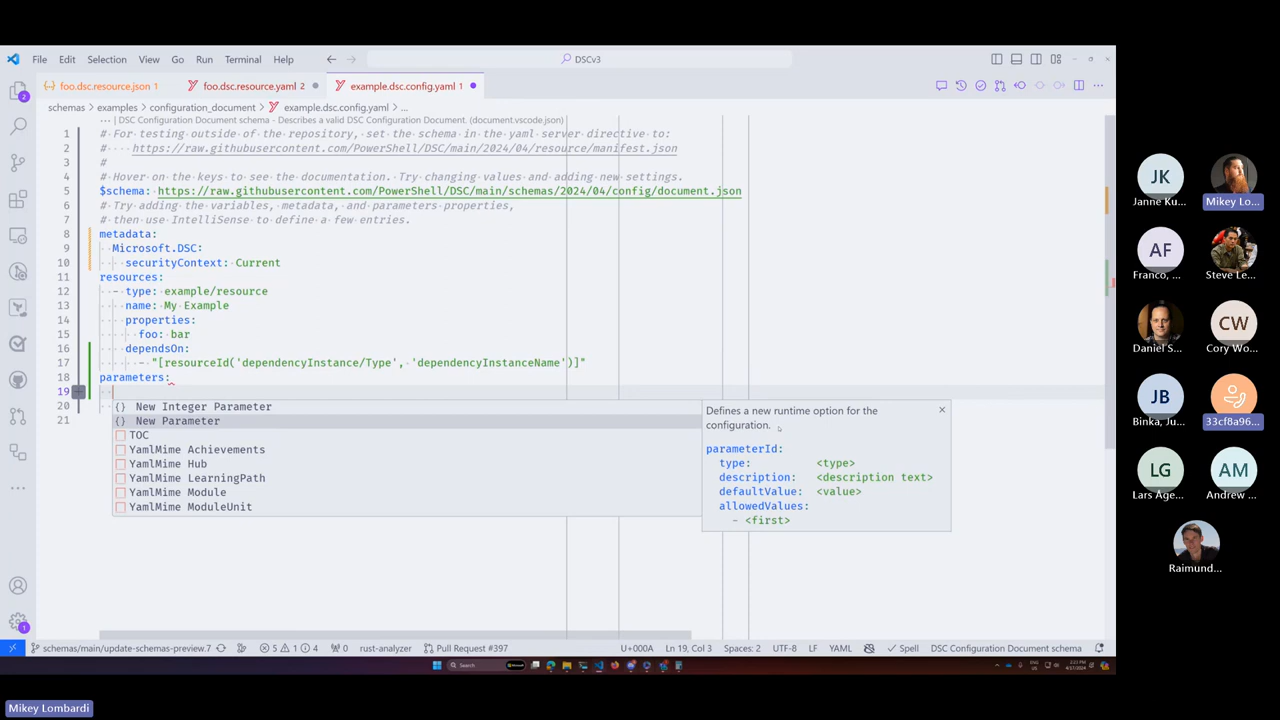 File Edit Selection View Go Run Terminal Help
DSCv3
foo.dsc.resource.json 1
foo.dsc.resource.yaml 2
example.dsc.config.yaml 1
schemas > examples > configuration_document > example.dsc.config.yaml > ...
··· | DSC Configuration Document schema - Describes a valid DSC Configuration Document. (document.vscode.json)
1 # For testing outside of the repository, set the schema in the yaml server directive to:
2 # https://raw.githubusercontent.com/PowerShell/DSC/main/2024/04/resource/manifest.json
3 #
4 # Hover on the keys to see the documentation. Try changing values and adding new settings.
5 $schema: https://raw.githubusercontent.com/PowerShell/DSC/main/schemas/2024/04/config/document.json
6 # Try adding the variables, metadata, and parameters properties,
7 # then use IntelliSense to define a few entries.
8 metadata:
9 Microsoft.DSC:
10 securityContext: Current
11 resources:
12 - type: example/resource
13 name: My Example
14 properties:
15 foo: bar
16 dependsOn:
17 - "[resourceId('dependencyInstance/Type', 'dependencyInstanceName')]"
18 parameters:
19
20
21
{} New Integer Parameter
{} New Parameter
TOC
YamlMime Achievements
YamlMime Hub
YamlMime LearningPath
YamlMime Module
YamlMime ModuleUnit
Defines a new runtime option for the
configuration.
parameterId:
type: <type>
description: <description text>
defaultValue: <value>
allowedValues:
- <first>
schemas/main/update-schemas-preview.7 5 1 4 0 rust-analyzer Pull Request #397 U+000A Ln 19, Col 3 Spaces: 2 UTF-8 LF YAML Spell DSC Configuration Document schema
Search
JK
Janne Ku...
Mikey Lo...
AF
Franco, ...
Steve Le...
Daniel S...
CW
Cory Wo...
JB
Binka, Ju...
33cf8a96...
LG
Lars Åge...
AM
Andrew ...
Raimund...
Mikey Lombardi